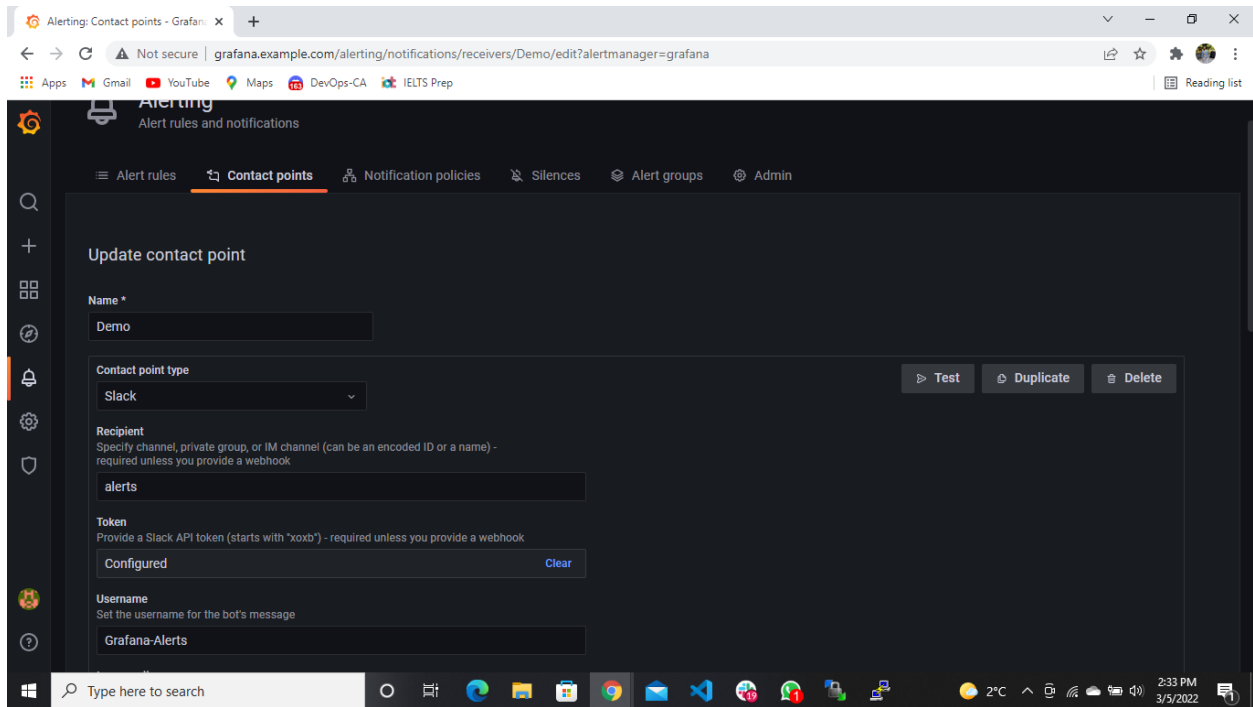 Alerting: Contact points - Grafan
Not secure | grafana.example.com/alerting/notifications/receivers/Demo/edit?alertmanager=grafana
Apps Gmail YouTube Maps DevOps-CA IELTS Prep Reading list
Alerting
Alert rules and notifications
Alert rules Contact points Notification policies Silences Alert groups Admin
Update contact point
Name *
Demo
Contact point type
Slack
Test Duplicate Delete
Recipient
Specify channel, private group, or IM channel (can be an encoded ID or a name) -
required unless you provide a webhook
alerts
Token
Provide a Slack API token (starts with "xoxb") - required unless you provide a webhook
Configured Clear
Username
Set the username for the bot's message
Grafana-Alerts
Type here to search
2°C
2:33 PM
3/5/2022